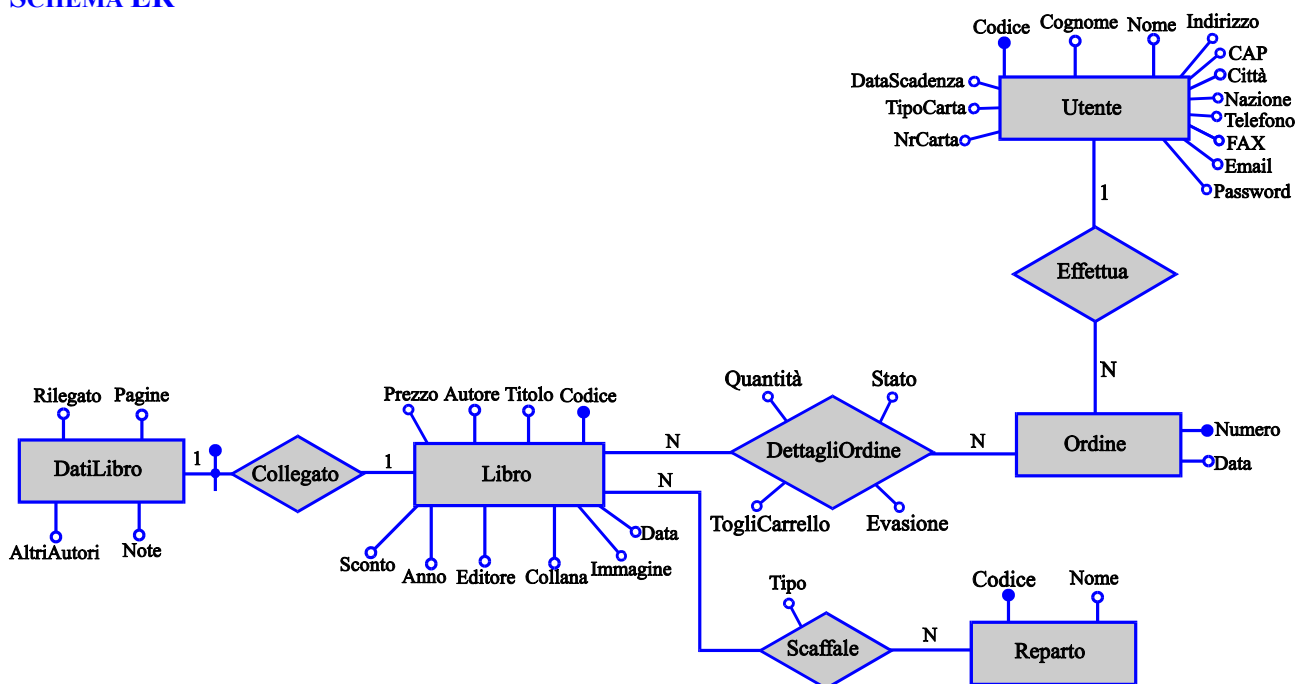 SCHEMA ER
Codice
Cognome
Nome
Indirizzo
CAP
Città
Nazione
Telefono
FAX
Email
Password
DataScadenza
TipoCarta
NrCarta
Utente
1
Effettua
N
Rilegato
Pagine
DatiLibro
AltriAutori
Note
1
Collegato
1
Prezzo
Autore
Titolo
Codice
Libro
Sconto
Anno
Editore
Collana
Immagine
Data
N
N
Quantità
Stato
DettagliOrdine
TogliCarrello
Evasione
N
Ordine
Numero
Data
Tipo
Scaffale
N
Codice
Nome
Reparto